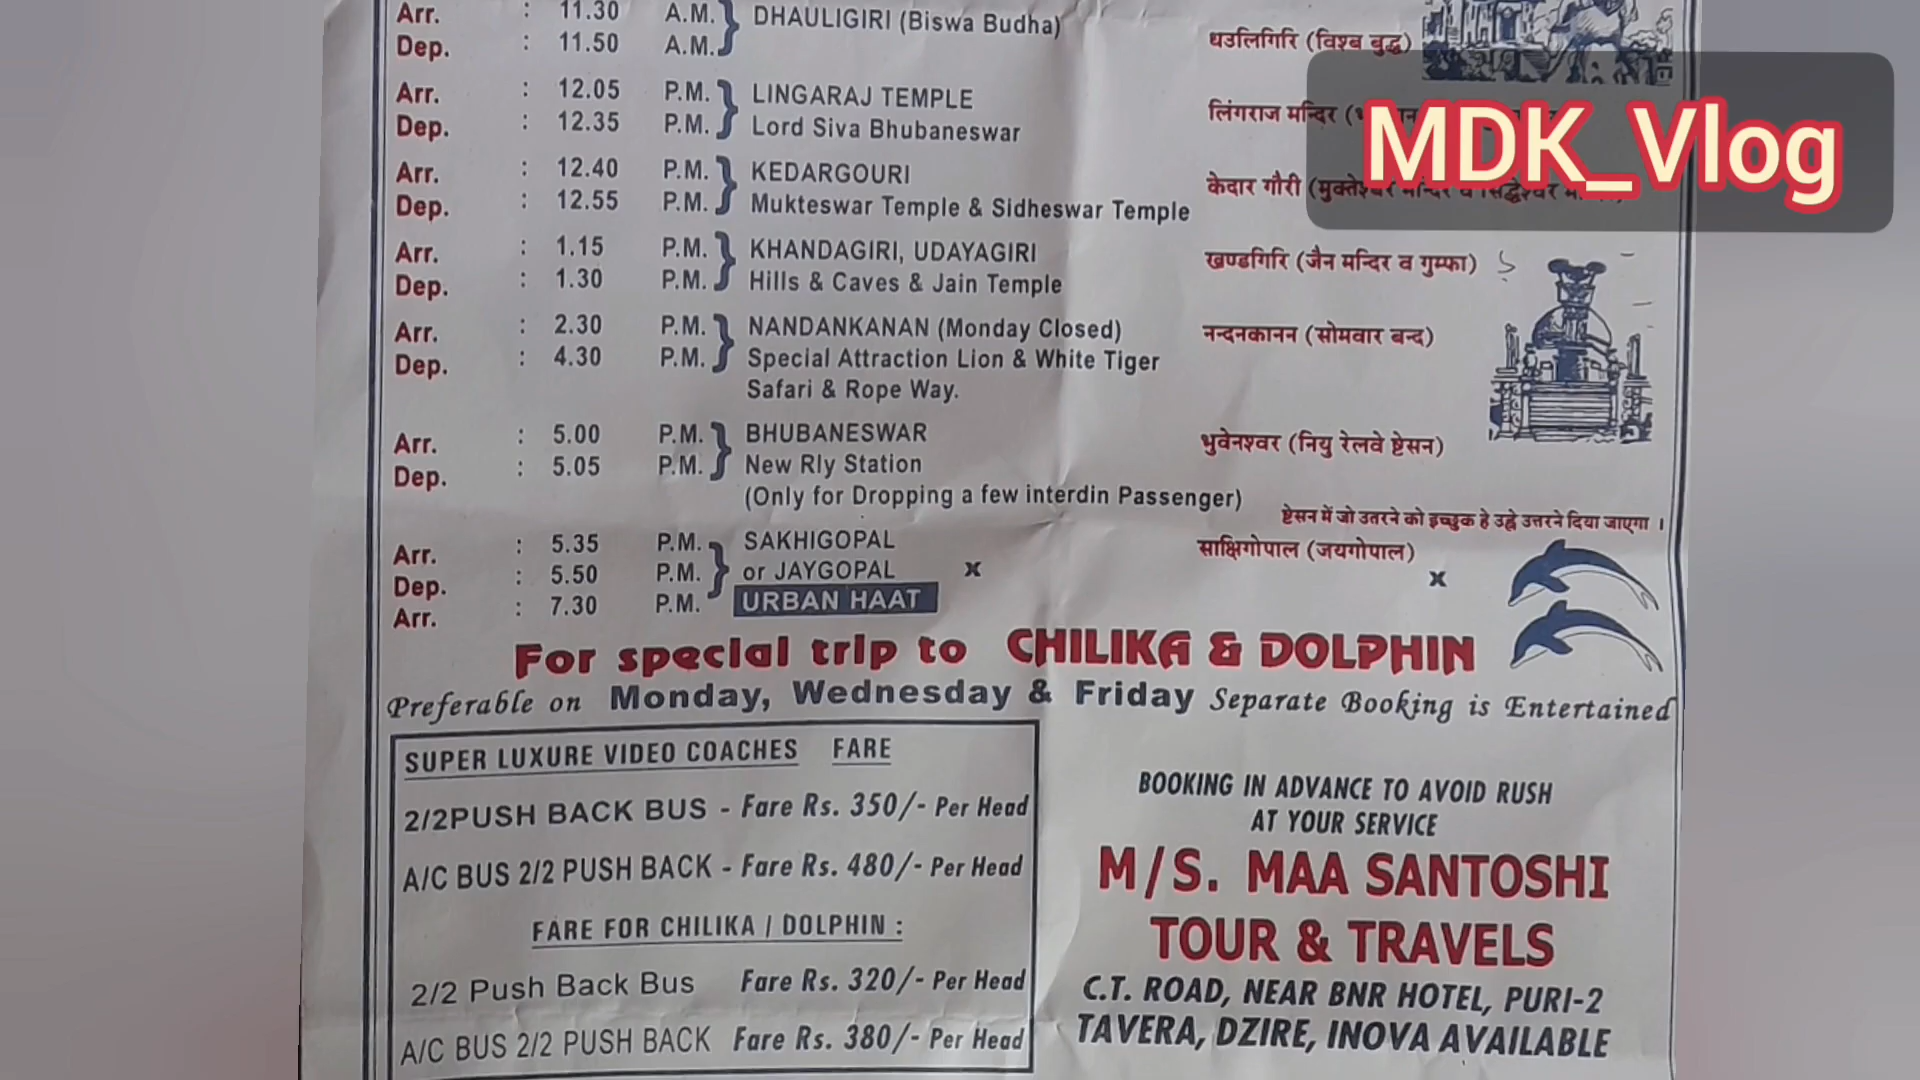 Arr. : 11.30 A.M. DHAULIGIRI (Biswa Budha) धउलिगिरि (विश्ब बुद्ध)
Dep. : 11.50 A.M.
MDK_Vlog
Arr. : 12.05 P.M. LINGARAJ TEMPLE लिंगराज मन्दिर
Dep. : 12.35 P.M. Lord Siva Bhubaneswar
Arr. : 12.40 P.M. KEDARGOURI केदार गौरी (मुक्तेश्वर मन्दिर व सिद्धेश्वर
Dep. : 12.55 P.M. Mukteswar Temple & Sidheswar Temple
Arr. : 1.15 P.M. KHANDAGIRI, UDAYAGIRI खण्डगिरि (जैन मन्दिर व गुम्फा)
Dep. : 1.30 P.M. Hills & Caves & Jain Temple
Arr. : 2.30 P.M. NANDANKANAN (Monday Closed) नन्दनकानन (सोमवार बन्द)
Dep. : 4.30 P.M. Special Attraction Lion & White Tiger
Safari & Rope Way.
Arr. : 5.00 P.M. BHUBANESWAR भुवेनश्वर (नियु रेलवे ष्टेसन)
Dep. : 5.05 P.M. New Rly Station
(Only for Dropping a few interdin Passenger)
ष्टेसन में जो उतरने को इच्छुक हे उह्ने उत्तरने दिया जाएगा ।
Arr. : 5.35 P.M. SAKHIGOPAL साक्षिगोपाल (जयगोपाल)
Dep. : 5.50 P.M. or JAYGOPAL x x
Arr. : 7.30 P.M. URBAN HAAT
For special trip to CHILIKA & DOLPHIN
Preferable on Monday, Wednesday & Friday Separate Booking is Entertained
SUPER LUXURE VIDEO COACHES FARE
2/2PUSH BACK BUS - Fare Rs. 350/- Per Head
A/C BUS 2/2 PUSH BACK - Fare Rs. 480/- Per Head
FARE FOR CHILIKA / DOLPHIN :
2/2 Push Back Bus Fare Rs. 320/- Per Head
A/C BUS 2/2 PUSH BACK Fare Rs. 380/- Per Head
BOOKING IN ADVANCE TO AVOID RUSH
AT YOUR SERVICE
M/S. MAA SANTOSHI
TOUR & TRAVELS
C.T. ROAD, NEAR BNR HOTEL, PURI-2
TAVERA, DZIRE, INOVA AVAILABLE